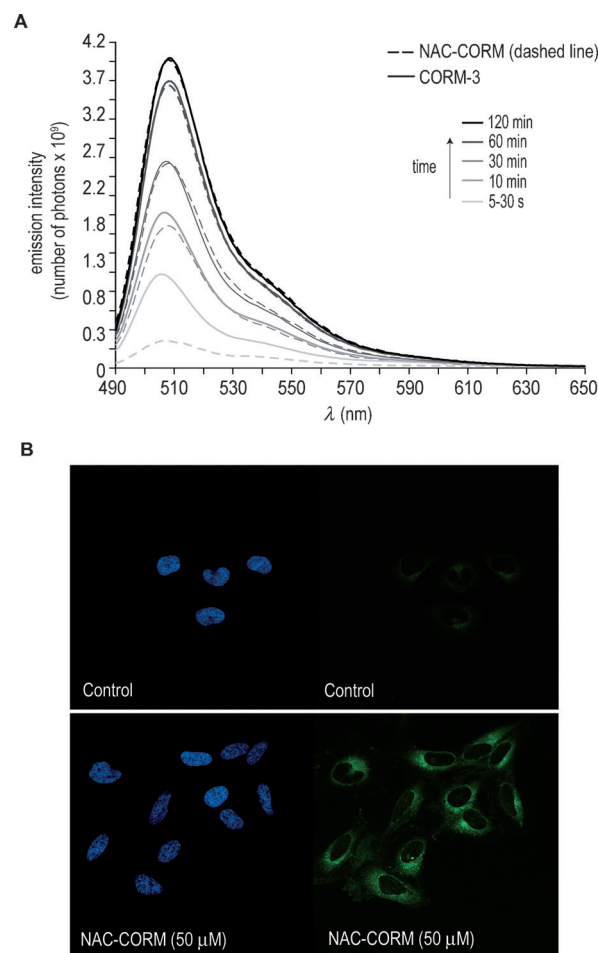 A
4.2
3.7
3.2
2.7
2.2
1.8
1.3
0.8
0.3
0
emission intensity
(number of photons x 10⁹)
490 510 530 550 570 590 610 630 650
λ (nm)
NAC-CORM (dashed line)
CORM-3
time
120 min
60 min
30 min
10 min
5-30 s
B
Control
Control
NAC-CORM (50 μM)
NAC-CORM (50 μM)